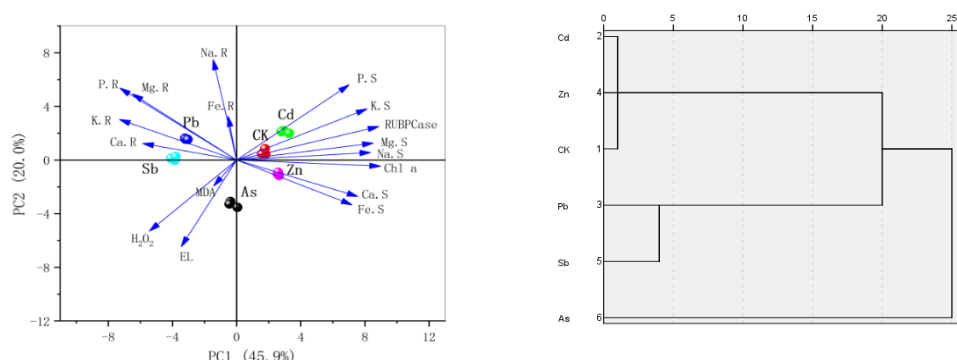 Na.R
P.R
Mg.R
Fe.R
K.R
Pb
Ca.R
Sb
MDA
As
H₂O₂
EL
P.S
K.S
Cd
RUBPCase
CK
Mg.S
Na.S
Chl a
Zn
Ca.S
Fe.S
8
4
0
-4
-8
-12
-12
-8
-4
0
4
8
12
PC2 (20.0%)
PC1 (45.9%)
0 5 10 15 20 25
Cd 2
Zn 4
CK 1
Pb 3
Sb 5
As 6